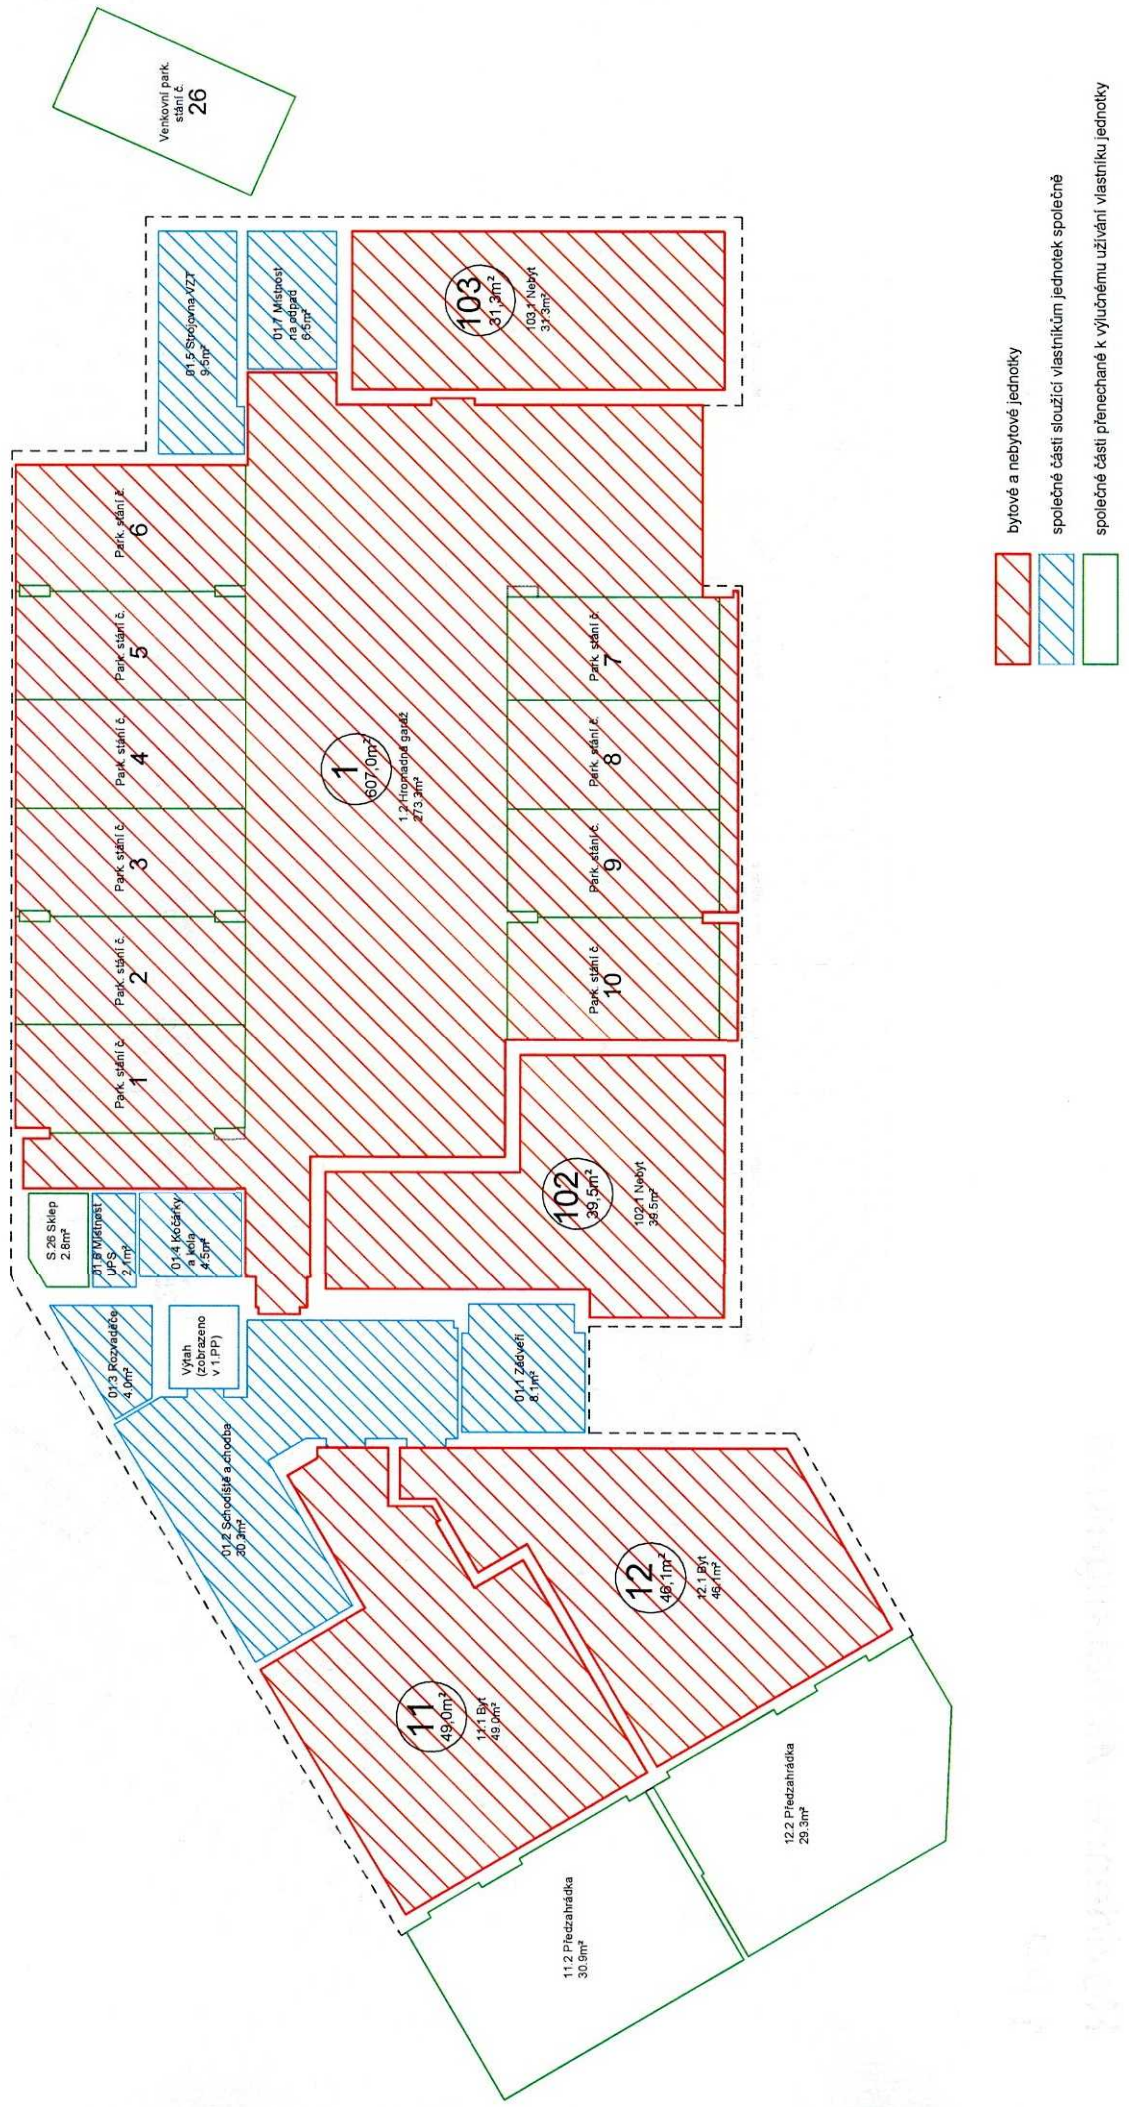 Venkovní park.
stání č.
26
01.5 Strojovna VZT
9.5m²
01.7 Místnost
na odpad
6.5m²
103
31,3m²
103.1 Nebyt
31.3m²
Park. stání č.
6
Park. stání č.
5
Park. stání č.
4
Park. stání č.
3
Park. stání č.
2
Park. stání č.
1
1
607,0m²
1.2 Hromadná garáž
273.3m²
Park. stání č.
7
Park. stání č.
8
Park. stání č.
9
Park. stání č.
10
S.26 Sklep
2.8m²
01.6 Místnost
UPS
2.1m²
01.4 Kočárky
a kola
4.5m²
102
39,5m²
102.1 Nebyt
39.5m²
01.3 Rozvaděče
4.0m²
Výtah
(zobrazeno
v 1.PP)
01.1 Zádveří
8.1m²
01.2 Schodiště a chodba
30.3m²
11
49,0m²
11.1 Byt
49.0m²
12
46,1m²
12.1 Byt
46.1m²
11.2 Předzahrádka
30.9m²
12.2 Předzahrádka
29.3m²
bytové a nebytové jednotky
společné části sloužící vlastníkům jednotek společně
společné části přenechané k výlučnému užívání vlastníku jednotky